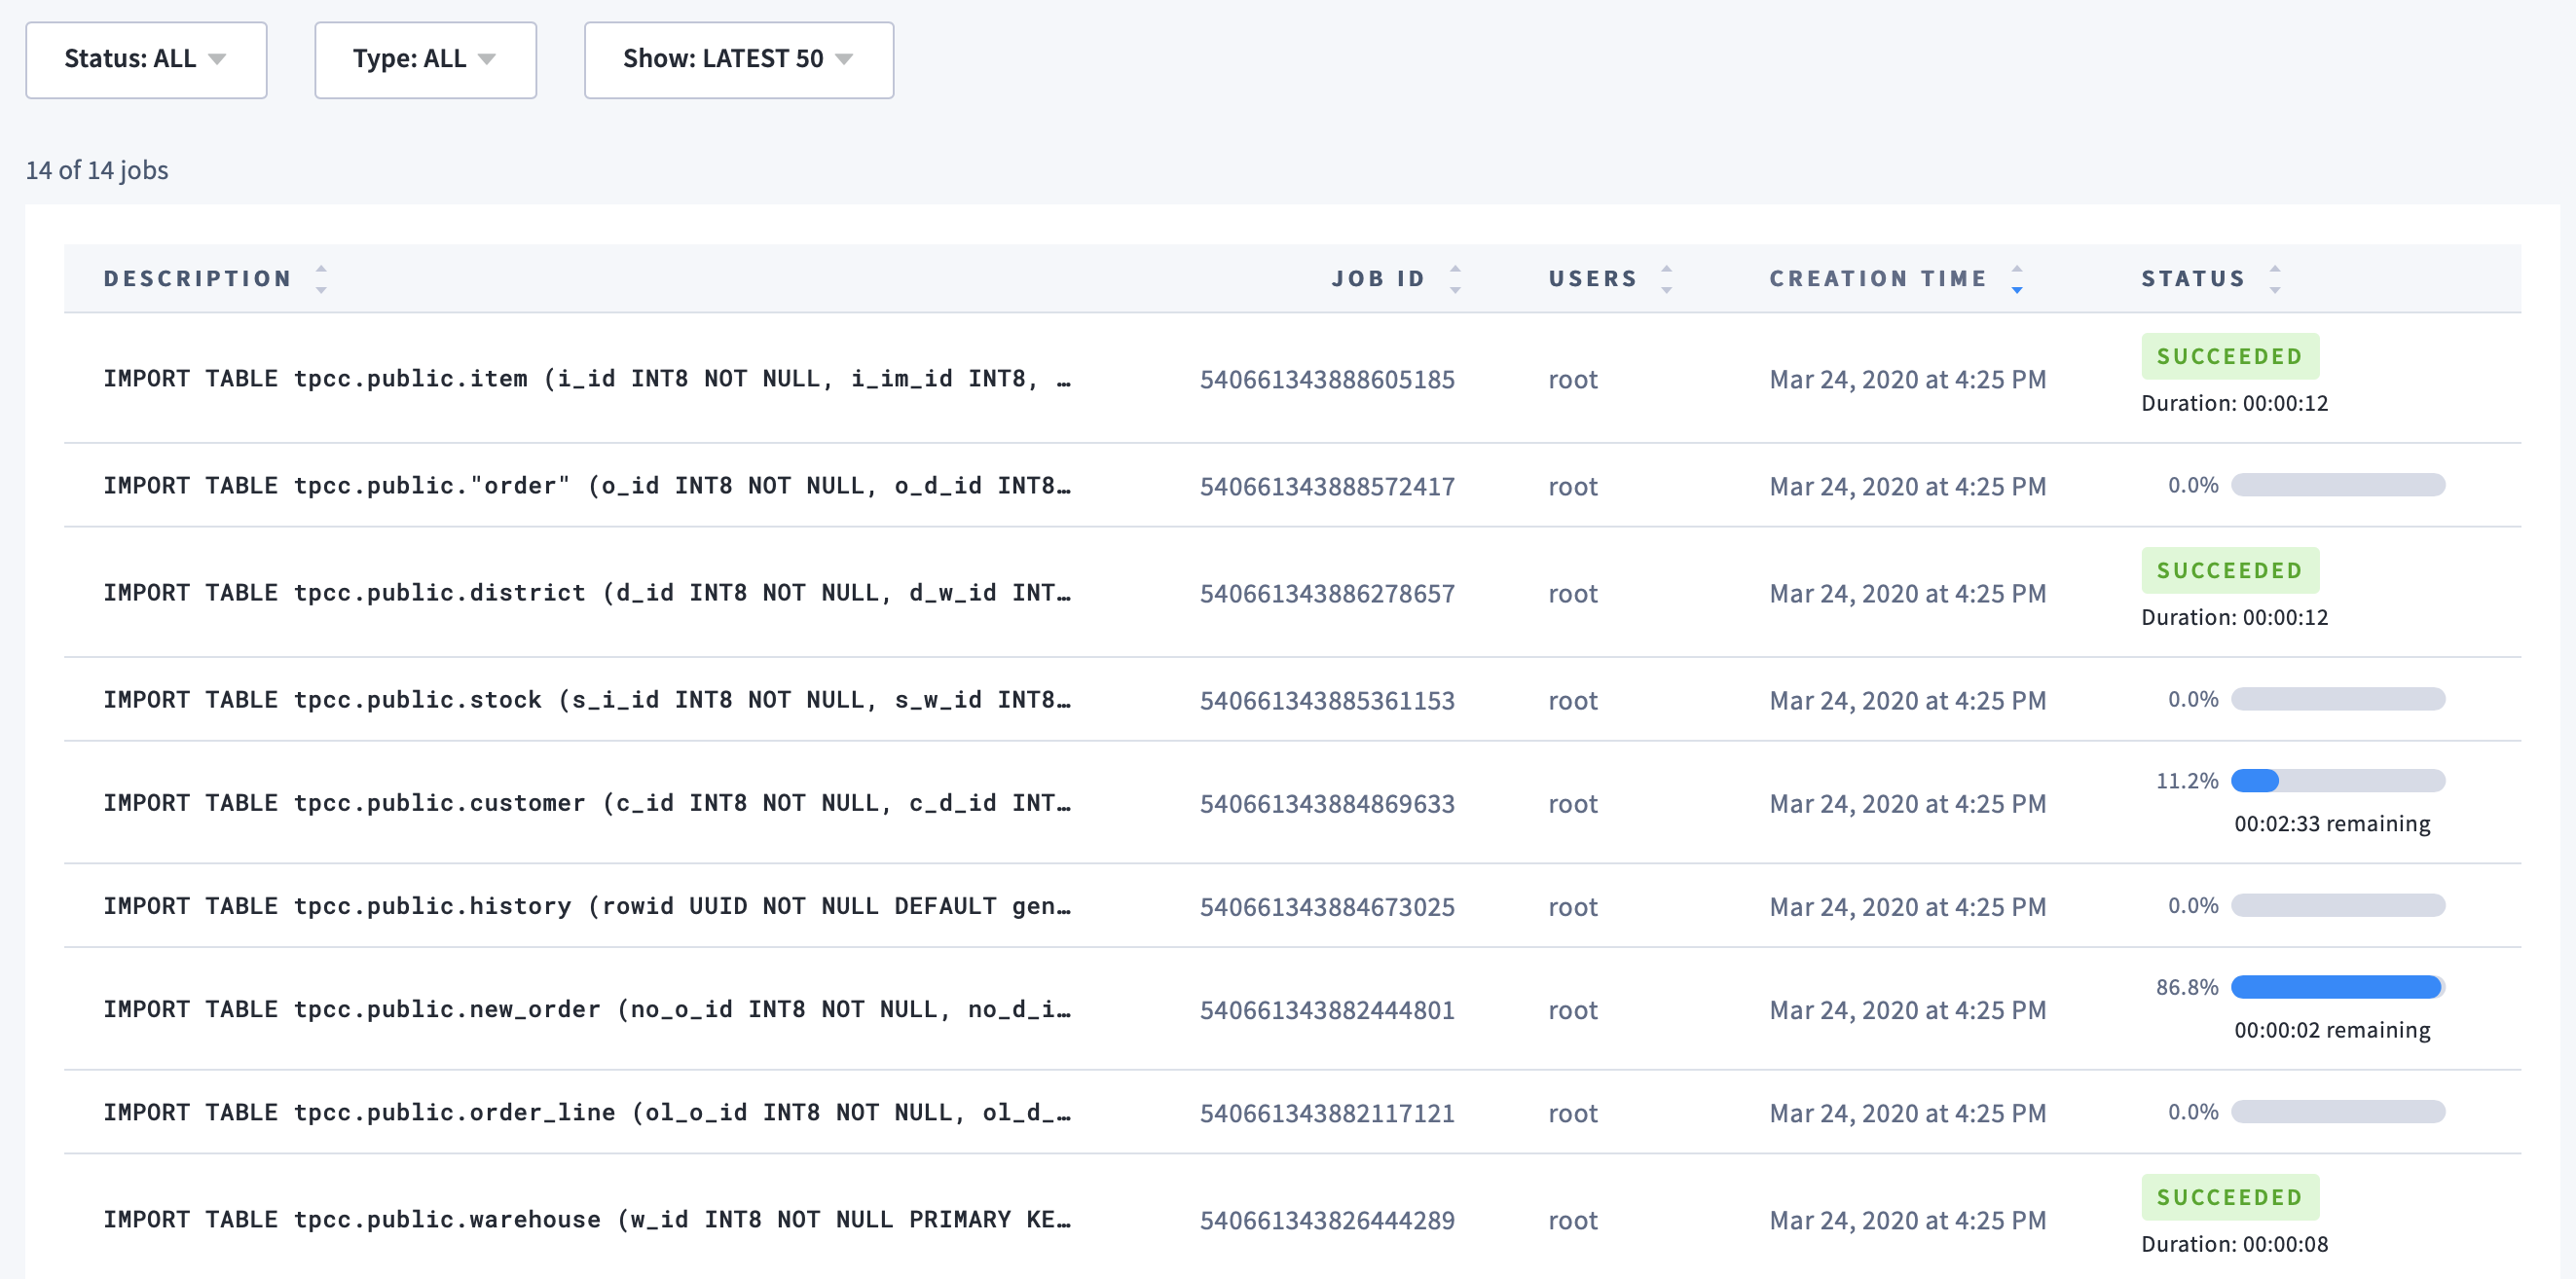 Status: ALL Type: ALL Show: LATEST 50
14 of 14 jobs
DESCRIPTION JOB ID USERS CREATION TIME STATUS
IMPORT TABLE tpcc.public.item (i_id INT8 NOT NULL, i_im_id INT8, … 540661343888605185 root Mar 24, 2020 at 4:25 PM SUCCEEDED
Duration: 00:00:12
IMPORT TABLE tpcc.public."order" (o_id INT8 NOT NULL, o_d_id INT8… 540661343888572417 root Mar 24, 2020 at 4:25 PM 0.0%
IMPORT TABLE tpcc.public.district (d_id INT8 NOT NULL, d_w_id INT… 540661343886278657 root Mar 24, 2020 at 4:25 PM SUCCEEDED
Duration: 00:00:12
IMPORT TABLE tpcc.public.stock (s_i_id INT8 NOT NULL, s_w_id INT8… 540661343885361153 root Mar 24, 2020 at 4:25 PM 0.0%
IMPORT TABLE tpcc.public.customer (c_id INT8 NOT NULL, c_d_id INT… 540661343884869633 root Mar 24, 2020 at 4:25 PM 11.2%
00:02:33 remaining
IMPORT TABLE tpcc.public.history (rowid UUID NOT NULL DEFAULT gen… 540661343884673025 root Mar 24, 2020 at 4:25 PM 0.0%
IMPORT TABLE tpcc.public.new_order (no_o_id INT8 NOT NULL, no_d_i… 540661343882444801 root Mar 24, 2020 at 4:25 PM 86.8%
00:00:02 remaining
IMPORT TABLE tpcc.public.order_line (ol_o_id INT8 NOT NULL, ol_d_… 540661343882117121 root Mar 24, 2020 at 4:25 PM 0.0%
IMPORT TABLE tpcc.public.warehouse (w_id INT8 NOT NULL PRIMARY KE… 540661343826444289 root Mar 24, 2020 at 4:25 PM SUCCEEDED
Duration: 00:00:08